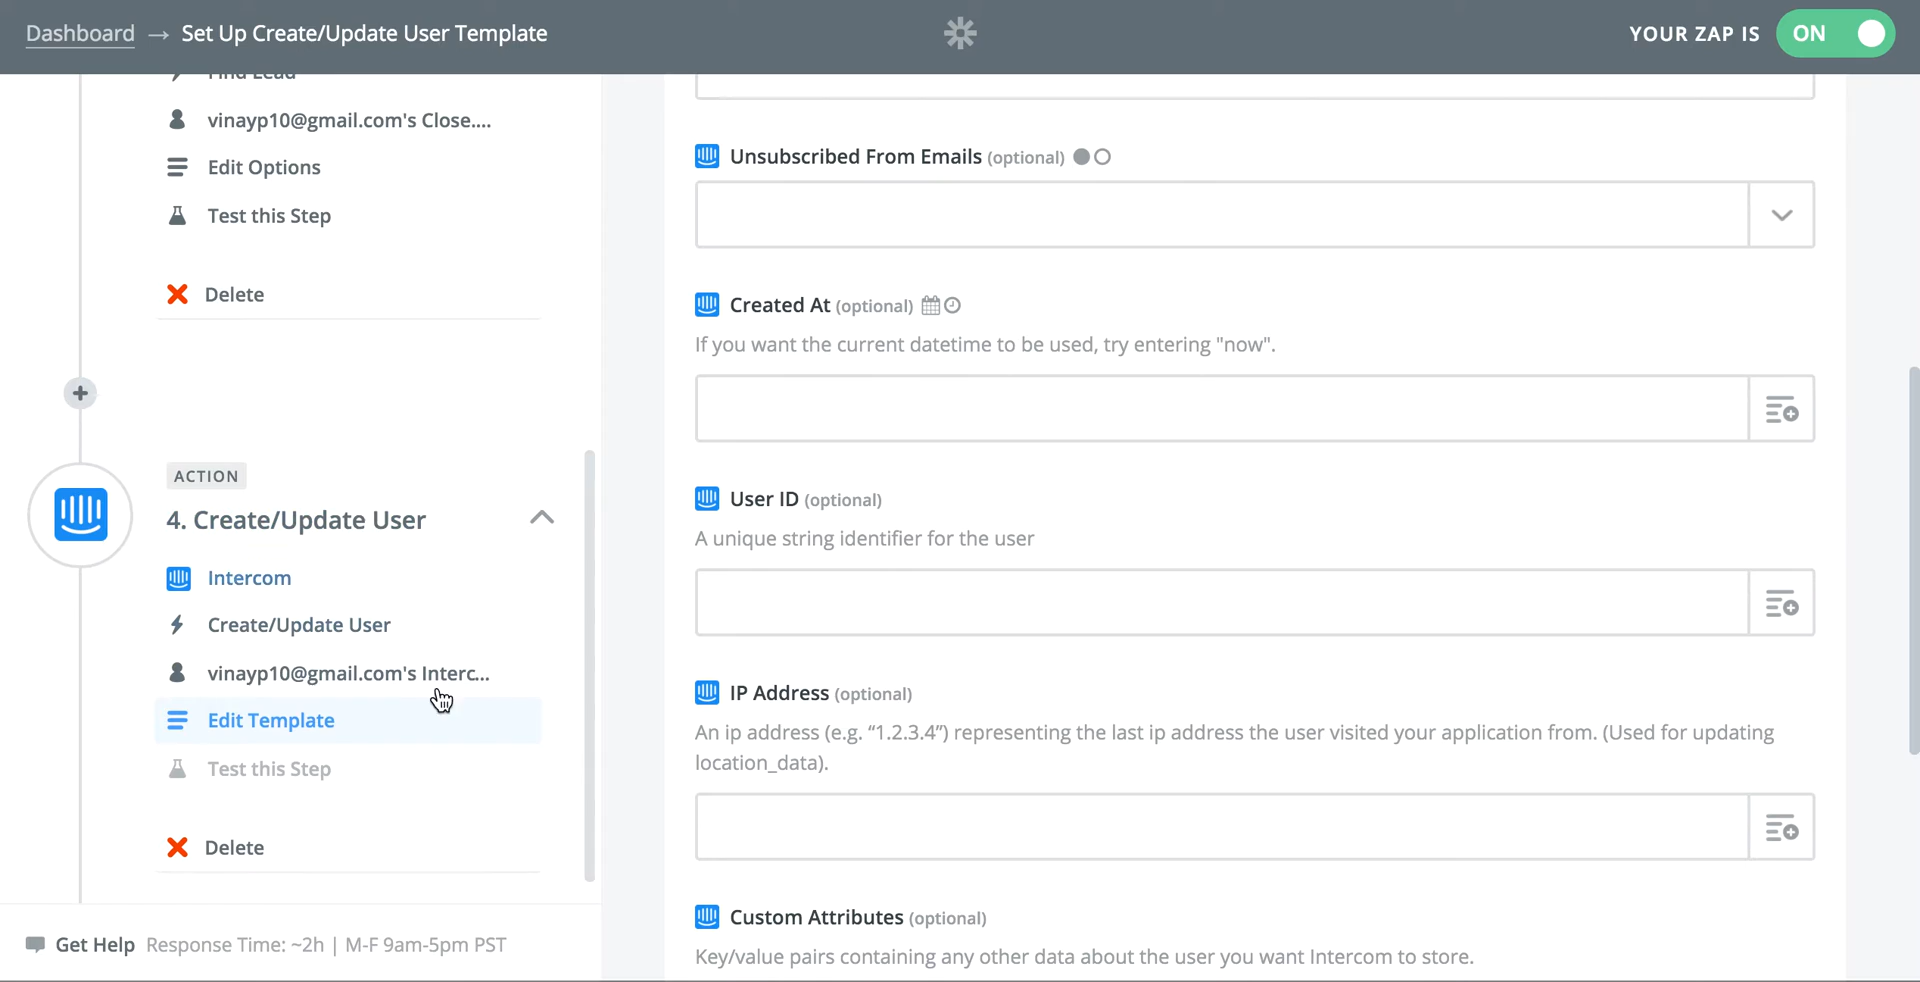 Dashboard → Set Up Create/Update User Template
YOUR ZAP IS ON
Find Lead
vinayp10@gmail.com's Close....
Edit Options
Test this Step
Delete
ACTION
4. Create/Update User
Intercom
Create/Update User
vinayp10@gmail.com's Interc...
Edit Template
Test this Step
Delete
Get Help Response Time: ~2h | M-F 9am-5pm PST
Unsubscribed From Emails (optional)
Created At (optional)
If you want the current datetime to be used, try entering "now".
User ID (optional)
A unique string identifier for the user
IP Address (optional)
An ip address (e.g. “1.2.3.4”) representing the last ip address the user visited your application from. (Used for updating
location_data).
Custom Attributes (optional)
Key/value pairs containing any other data about the user you want Intercom to store.